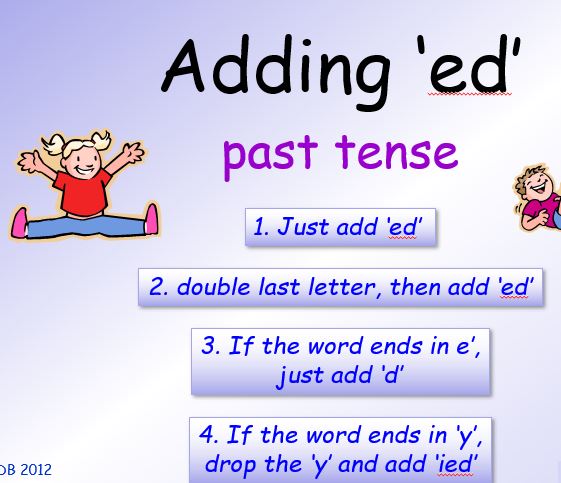 Adding ‘ed’
past tense
1. Just add ‘ed’
2. double last letter, then add ‘ed’
3. If the word ends in e’,
just add ‘d’
4. If the word ends in ‘y’,
drop the ‘y’ and add ‘ied’
OB 2012